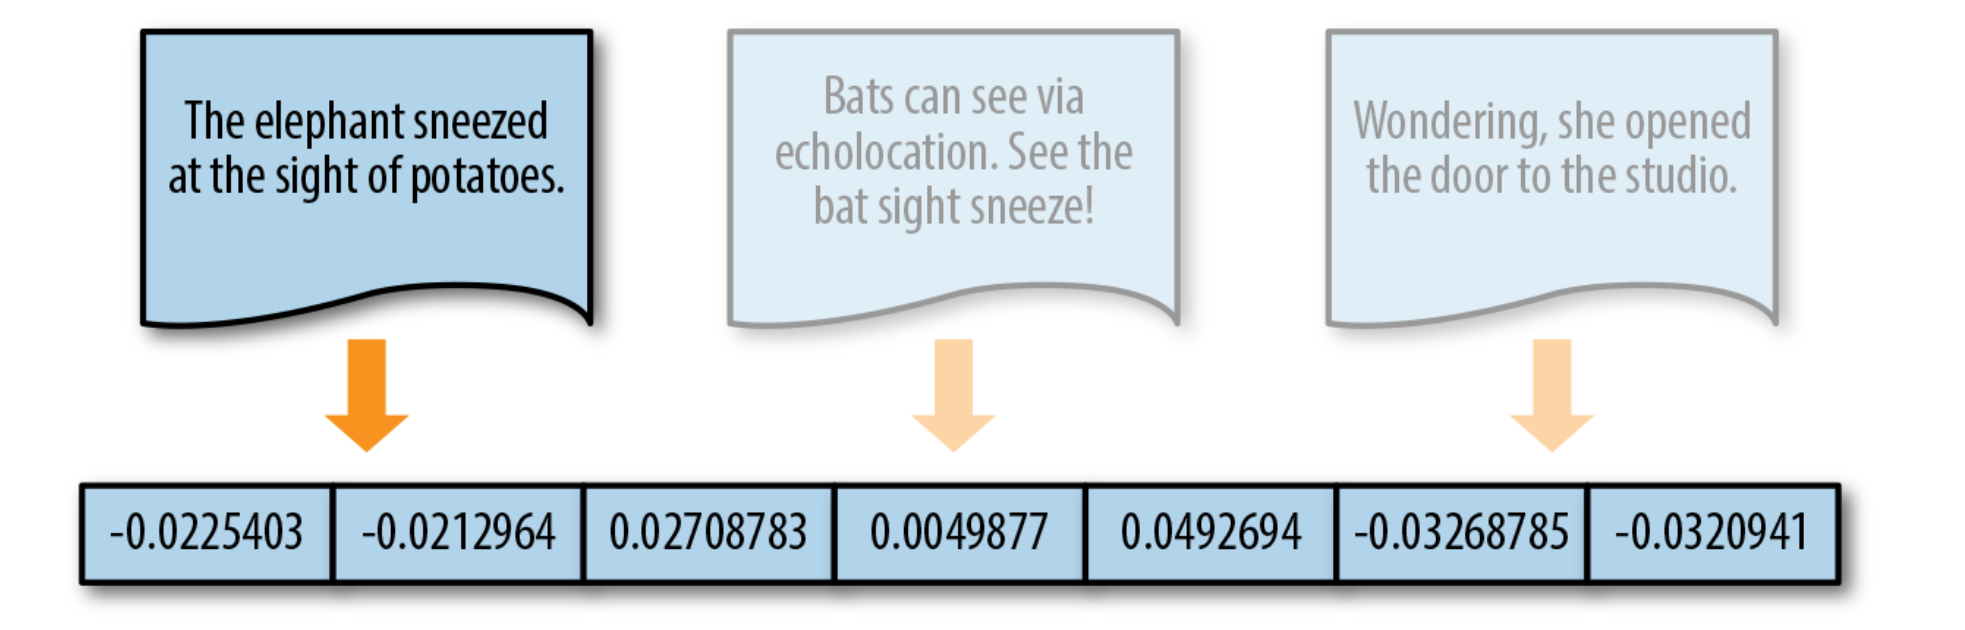 The elephant sneezed
at the sight of potatoes.
Bats can see via
echolocation. See the
bat sight sneeze!
Wondering, she opened
the door to the studio.
-0.0225403 -0.0212964 0.02708783 0.0049877 0.0492694 -0.03268785 -0.0320941